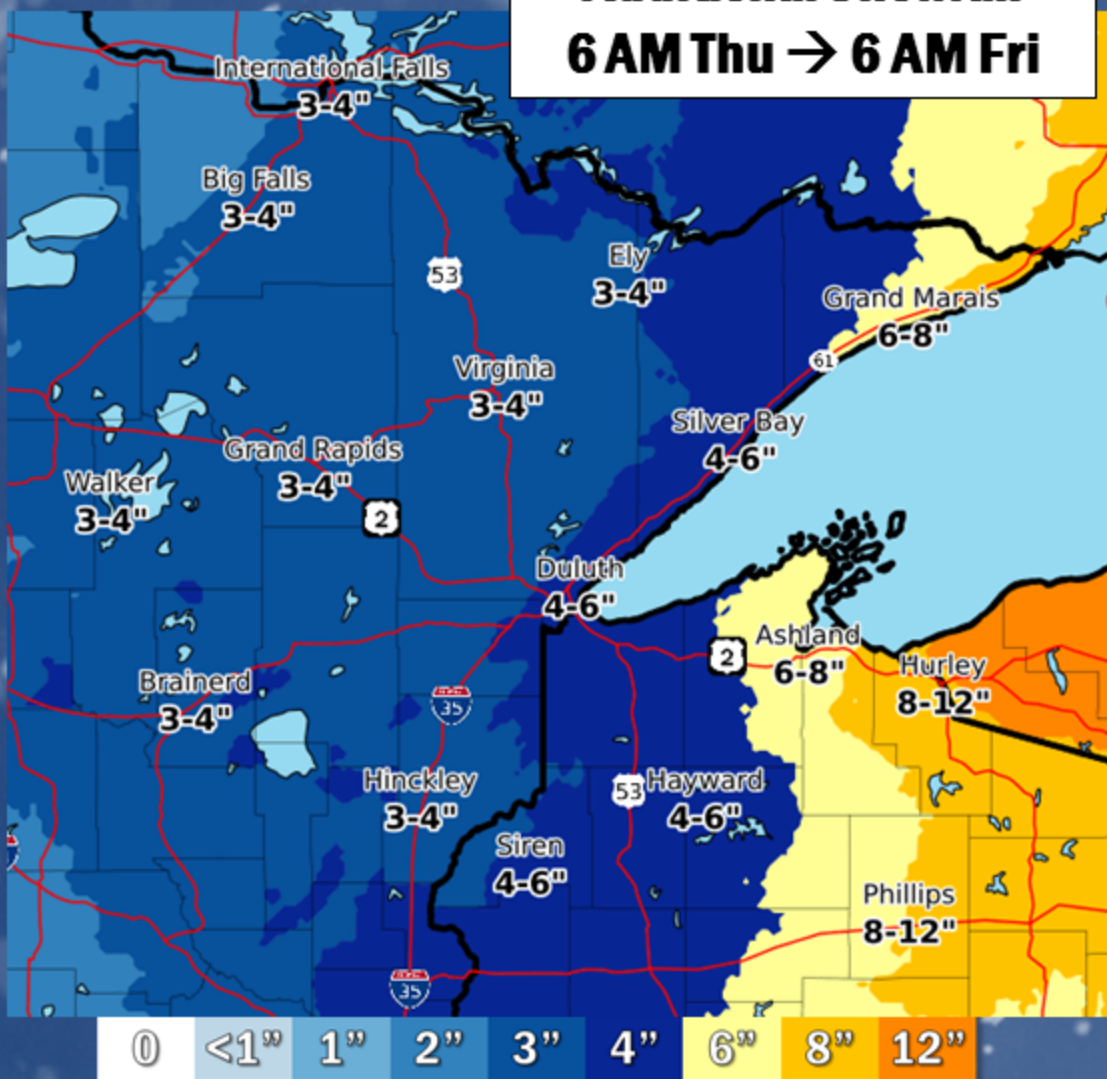 6 AM Thu → 6 AM Fri
International Falls
3-4"
Big Falls
3-4"
53
Ely
3-4"
Grand Marais
6-8"
61
Virginia
3-4"
Silver Bay
4-6"
Grand Rapids
3-4"
Walker
3-4"
2
Duluth
4-6"
2
Ashland
6-8"
Hurley
8-12"
Brainerd
3-4"
35
Hinckley
3-4"
53
Hayward
4-6"
Siren
4-6"
Phillips
8-12"
35
0 <1” 1” 2” 3” 4” 6” 8” 12”